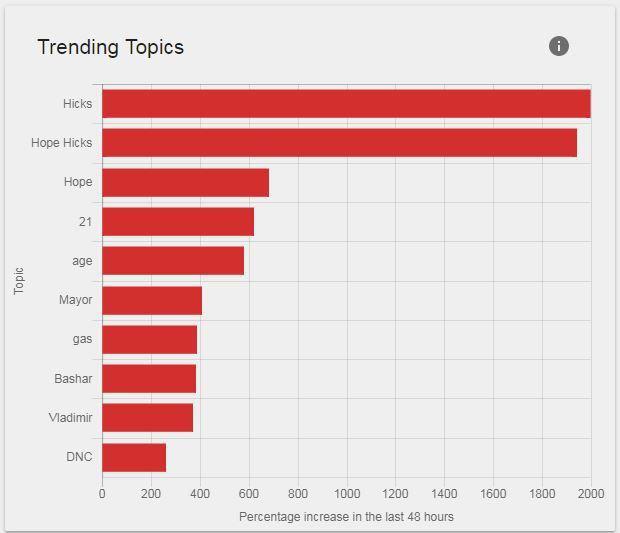 Trending Topics
Hicks
Hope Hicks
Hope
21
age
Mayor
gas
Bashar
Vladimir
DNC
Topic
0 200 400 600 800 1000 1200 1400 1600 1800 2000
Percentage increase in the last 48 hours